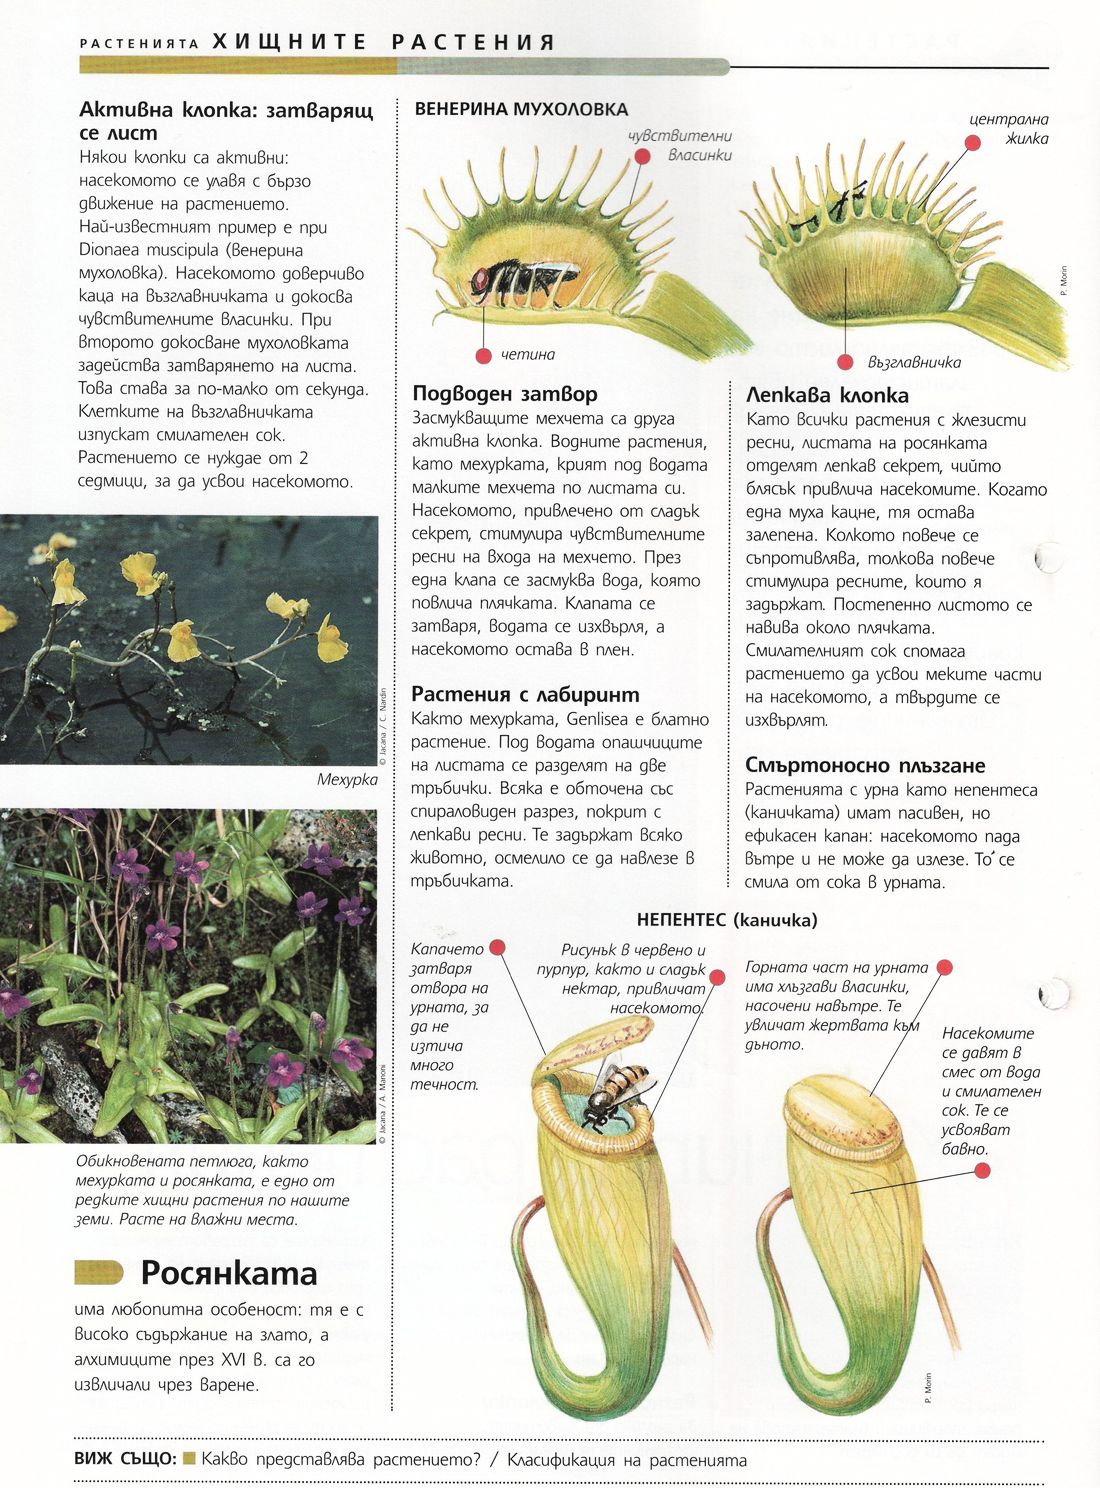 РАСТЕНИЯТА ХИЩНИТЕ РАСТЕНИЯ
Активна клопка: затварящ
се лист
Някои клопки са активни:
насекомото се улавя с бързо
движение на растението.
Най-известният пример е при
Dionaea muscipula (венерина
мухоловка). Насекомото доверчиво
каца на възглавничката и докосва
чувствителните власинки. При
второто докосване мухоловката
задейства затварянето на листа.
Това става за по-малко от секунда.
Клетките на възглавничката
изпускат смилателен сок.
Растението се нуждае от 2
седмици, за да усвои насекомото.
© Jacana / C. Nardin
Мехурка
© Jacana / A. Manoni
Обикновената петлюга, както
мехурката и росянката, е едно от
редките хищни растения по нашите
земи. Расте на влажни места.
Росянката
има любопитна особеност: тя е с
високо съдържание на злато, а
алхимиците през XVI в. са го
извличали чрез варене.
ВЕНЕРИНА МУХОЛОВКА
чувствителни
власинки
централна
жилка
четина
възглавничка
P. Morin
Подводен затвор
Засмукващите мехчета са друга
активна клопка. Водните растения,
като мехурката, крият под водата
малките мехчета по листата си.
Насекомото, привлечено от сладък
секрет, стимулира чувствителните
ресни на входа на мехчето. През
една клапа се засмуква вода, която
повлича плячката. Клапата се
затваря, водата се изхвърля, а
насекомото остава в плен.
Растения с лабиринт
Както мехурката, Genlisea е блатно
растение. Под водата опашчиците
на листата се разделят на две
тръбички. Всяка е обточена със
спираловиден разрез, покрит с
лепкави ресни. Те задържат всяко
животно, осмелило се да навлезе в
тръбичката.
Лепкава клопка
Като всички растения с жлезисти
ресни, листата на росянката
отделят лепкав секрет, чийто
блясък привлича насекомите. Когато
една муха кацне, тя остава
залепена. Колкото повече се
съпротивлява, толкова повече
стимулира ресните, които я
задържат. Постепенно листото се
навива около плячката.
Смилателният сок спомага
растението да усвои меките части
на насекомото, а твърдите се
изхвърлят.
Смъртоносно плъзгане
Растенията с урна като непентеса
(каничката) имат пасивен, но
ефикасен капан: насекомото пада
вътре и не може да излезе. То се
смила от сока в урната.
НЕПЕНТЕС (каничка)
Капачето
затваря
отвора на
урната, за
да не
изтича
много
течност.
Рисунък в червено и
пурпур, както и сладък
нектар, привличат
насекомото.
Горната част на урната
има хлъзгави власинки,
насочени навътре. Те
увличат жертвата към
дъното.
Насекомите
се давят в
смес от вода
и смилателен
сок. Те се
усвояват
бавно.
P. Morin
ВИЖ СЪЩО: Какво представлява растението? / Класификация на растенията